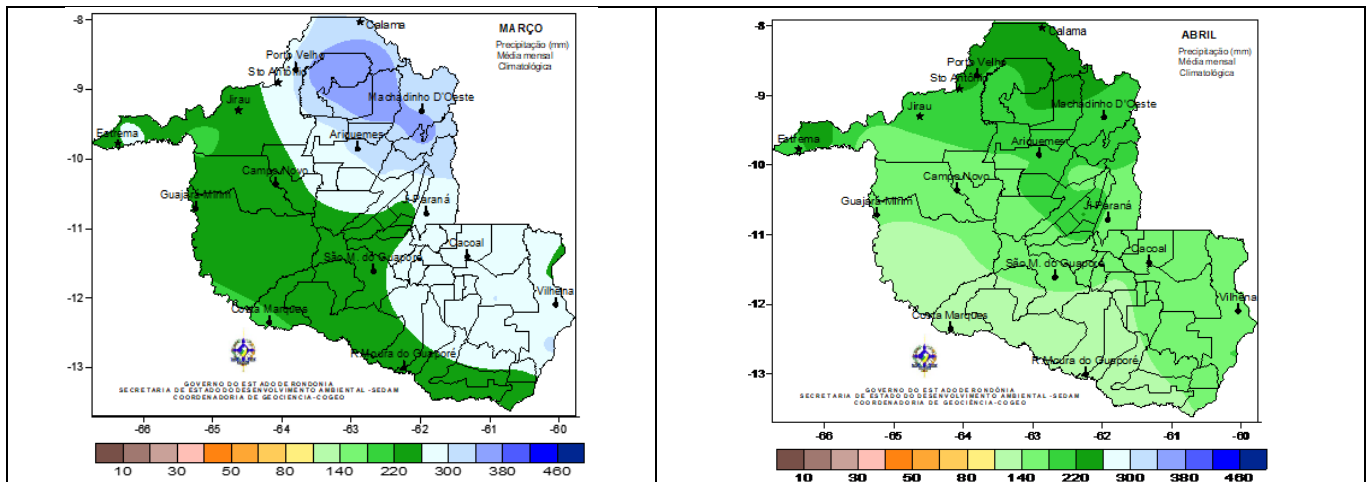 MARÇO
Precipitação (mm)
Média mensal
Climatológica
-8
-9
-10
-11
-12
-13
Calama
Porto Velho
Sto Antônio
Jirau
Machadinho D'Oeste
Estrema
Ariquemes
Campo Novo
Guajará-Mirim
Ji-Paraná
Cacoal
São M. do Guaporé
Vilhena
Costa Marques
R.Moura do Guaporé
GOVERNO DO ESTADO DE RONDONIA
SECRETARIA DE ESTADO DO DESENVOLVIMENTO AMBIENTAL -SEDAM
COORDENADORIA DE GEOCIÊNCIA-COGEO
-66 -65 -64 -63 -62 -61 -60
10 30 50 80 140 220 300 380 460
ABRIL
Precipitação (mm)
Média mensal
Climatológica
-8
-9
-10
-11
-12
-13
Calama
Porto Velho
Sto Antônio
Jirau
Machadinho D'Oeste
Estrema
Ariquemes
Campo Novo
Guajará-Mirim
Ji-Paraná
Cacoal
São M. do Guaporé
Vilhena
Costa Marques
R.Moura do Guaporé
GOVERNO DO ESTADO DE RONDÔNIA
SECRETARIA DE ESTADO DO DESENVOLVIMENTO AMBIENTAL -SEDAM
COORDENADORIA DE GEOCIÊNCIA-COGEO
-66 -65 -64 -63 -62 -61 -60
10 30 50 80 140 220 300 380 460